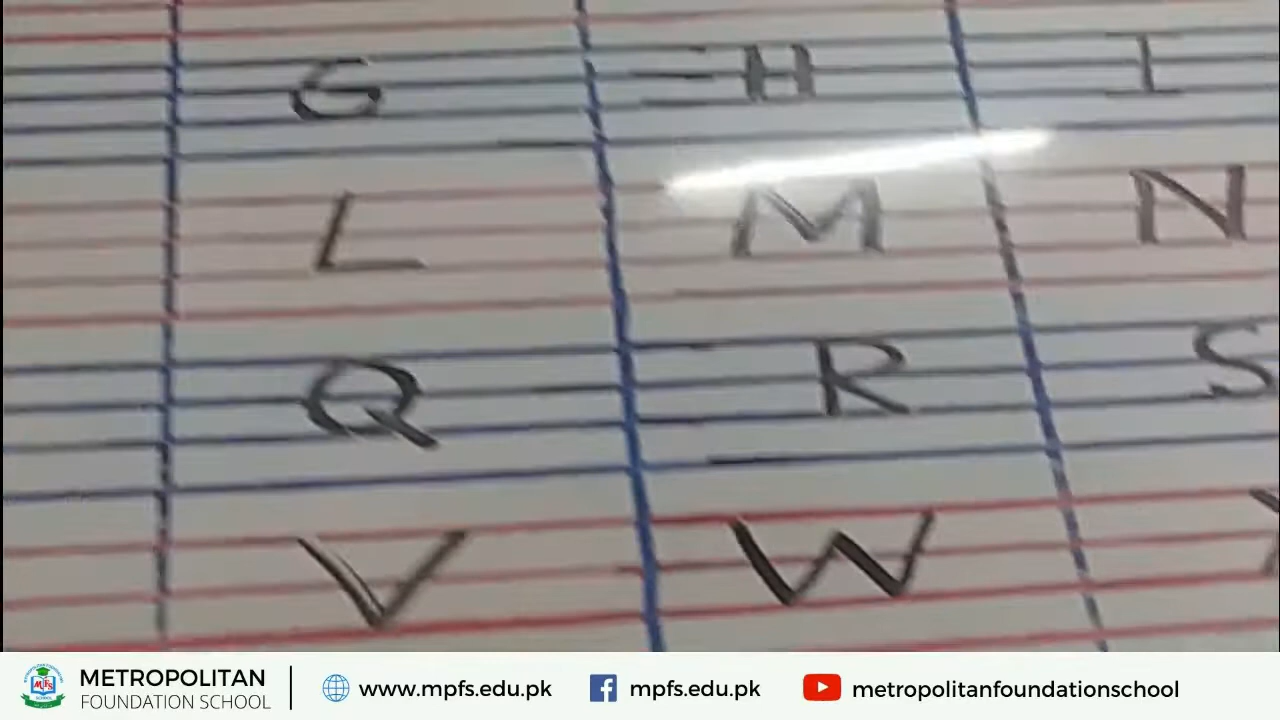 G H I
L M N
Q R S
V W
METROPOLITAN
FOUNDATION SCHOOL
www.mpfs.edu.pk
mpfs.edu.pk
metropolitanfoundationschool